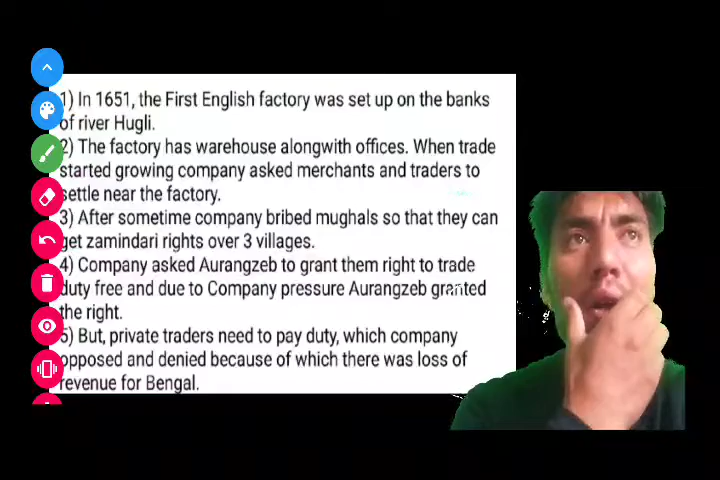 1) In 1651, the First English factory was set up on the banks
of river Hugli.
2) The factory has warehouse alongwith offices. When trade
started growing company asked merchants and traders to
settle near the factory.
3) After sometime company bribed mughals so that they can
get zamindari rights over 3 villages.
4) Company asked Aurangzeb to grant them right to trade
duty free and due to Company pressure Aurangzeb granted
the right.
5) But, private traders need to pay duty, which company
opposed and denied because of which there was loss of
revenue for Bengal.